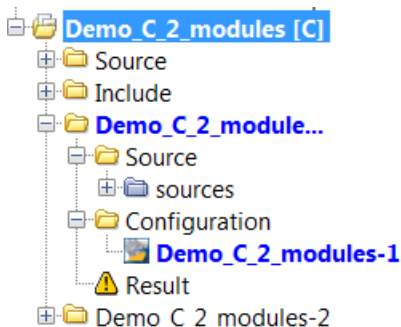 Demo_C_2_modules [C]
Source
Include
Demo_C_2_module...
Source
sources
Configuration
Demo_C_2_modules-1
Result
Demo_C_2_modules-2